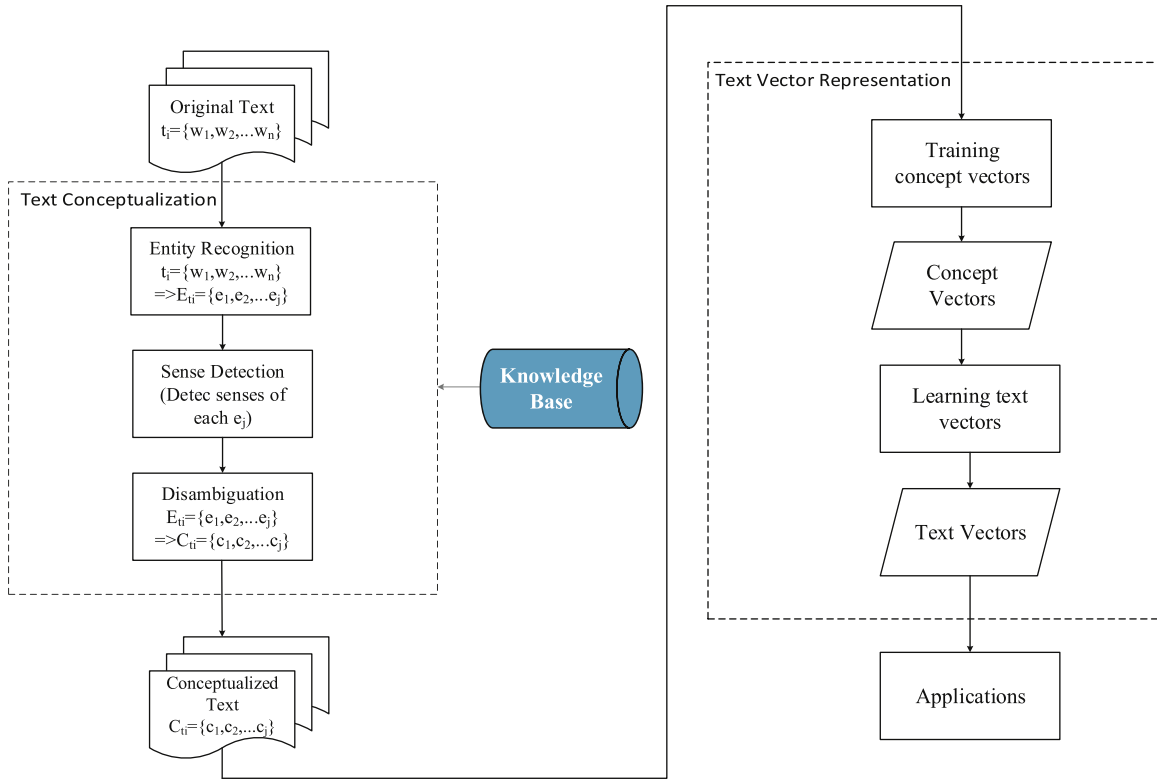 Original Text
tᵢ={w₁,w₂,...wₙ}
Text Conceptualization
Entity Recognition
tᵢ={w₁,w₂,...wₙ}
=>Eₜᵢ={e₁,e₂,...eⱼ}
Sense Detection
(Detec senses of
each eⱼ)
Disambiguation
Eₜᵢ={e₁,e₂,...eⱼ}
=>Cₜᵢ={c₁,c₂,...cⱼ}
Conceptualized
Text
Cₜᵢ={c₁,c₂,...cⱼ}
Knowledge
Base
Text Vector Representation
Training
concept vectors
Concept
Vectors
Learning text
vectors
Text Vectors
Applications